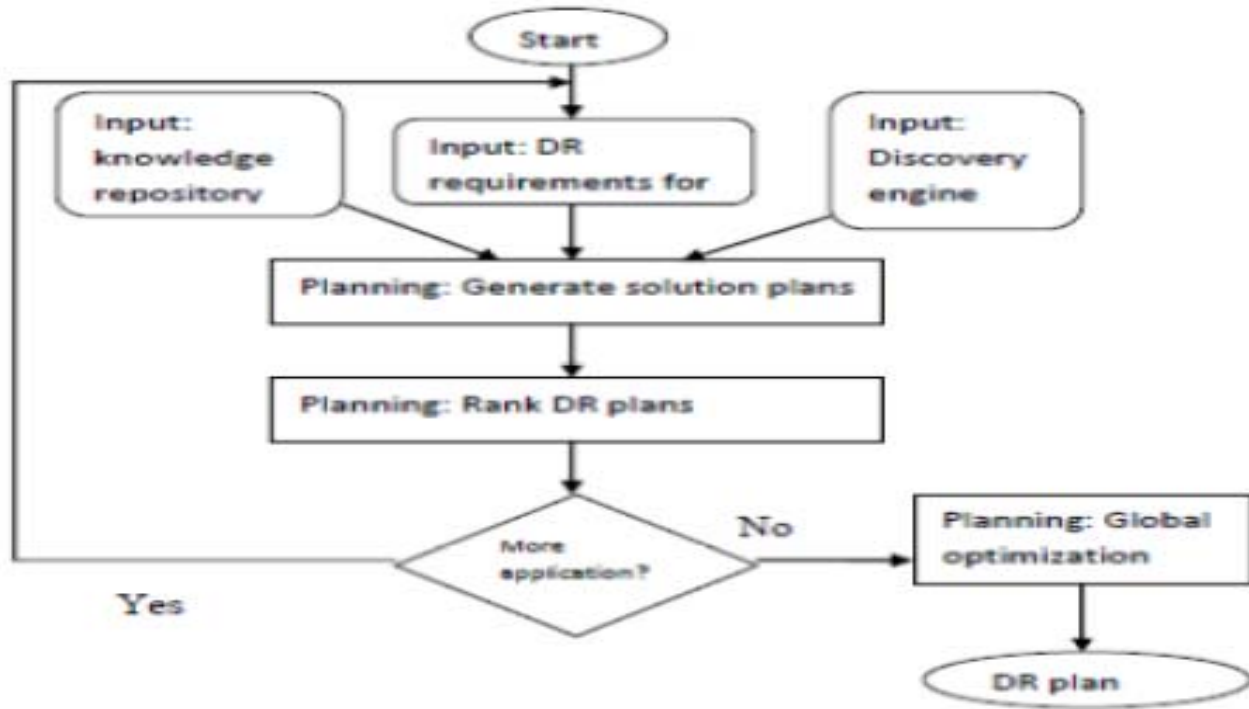 Start
Input:
knowledge
repository
Input: DR
requirements for
Input:
Discovery
engine
Planning: Generate solution plans
Planning: Rank DR plans
More
application?
No
Yes
Planning: Global
optimization
DR plan